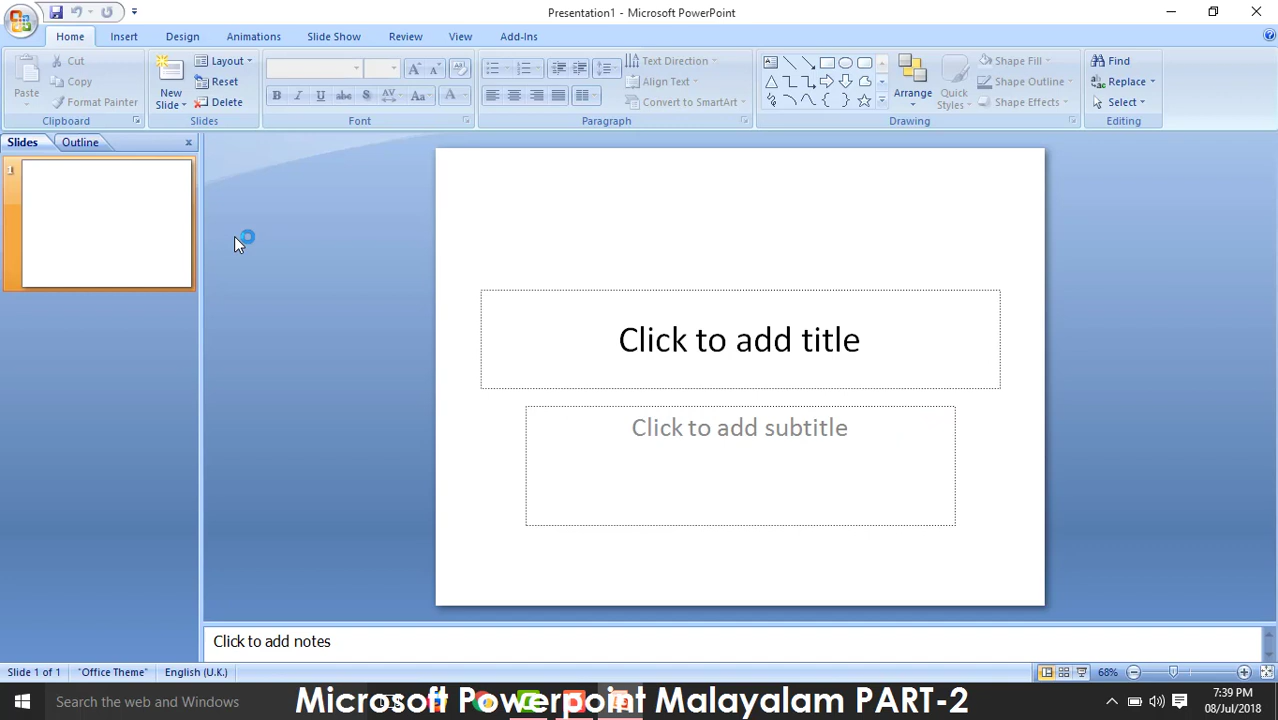 Presentation1 - Microsoft PowerPoint
Home Insert Design Animations Slide Show Review View Add-Ins
Paste
Cut
Copy
Format Painter
Clipboard
New Slide
Layout
Reset
Delete
Slides
B I U abc S AV Aa A
Font
Text Direction
Align Text
Convert to SmartArt
Paragraph
Arrange
Quick Styles
Shape Fill
Shape Outline
Shape Effects
Drawing
Find
Replace
Select
Editing
Slides Outline
1
Click to add title
Click to add subtitle
Click to add notes
Slide 1 of 1 "Office Theme" English (U.K.) 68%
Search the web and Windows
Microsoft Powerpoint Malayalam PART-2
7:39 PM
08/Jul/2018